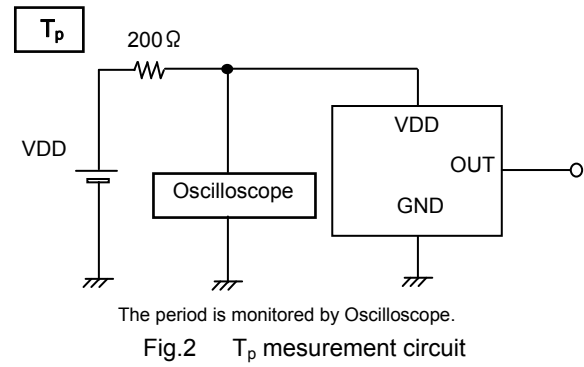 Tp
200Ω
VDD
VDD
OUT
Oscilloscope
GND
The period is monitored by Oscilloscope.
Fig.2 Tp mesurement circuit